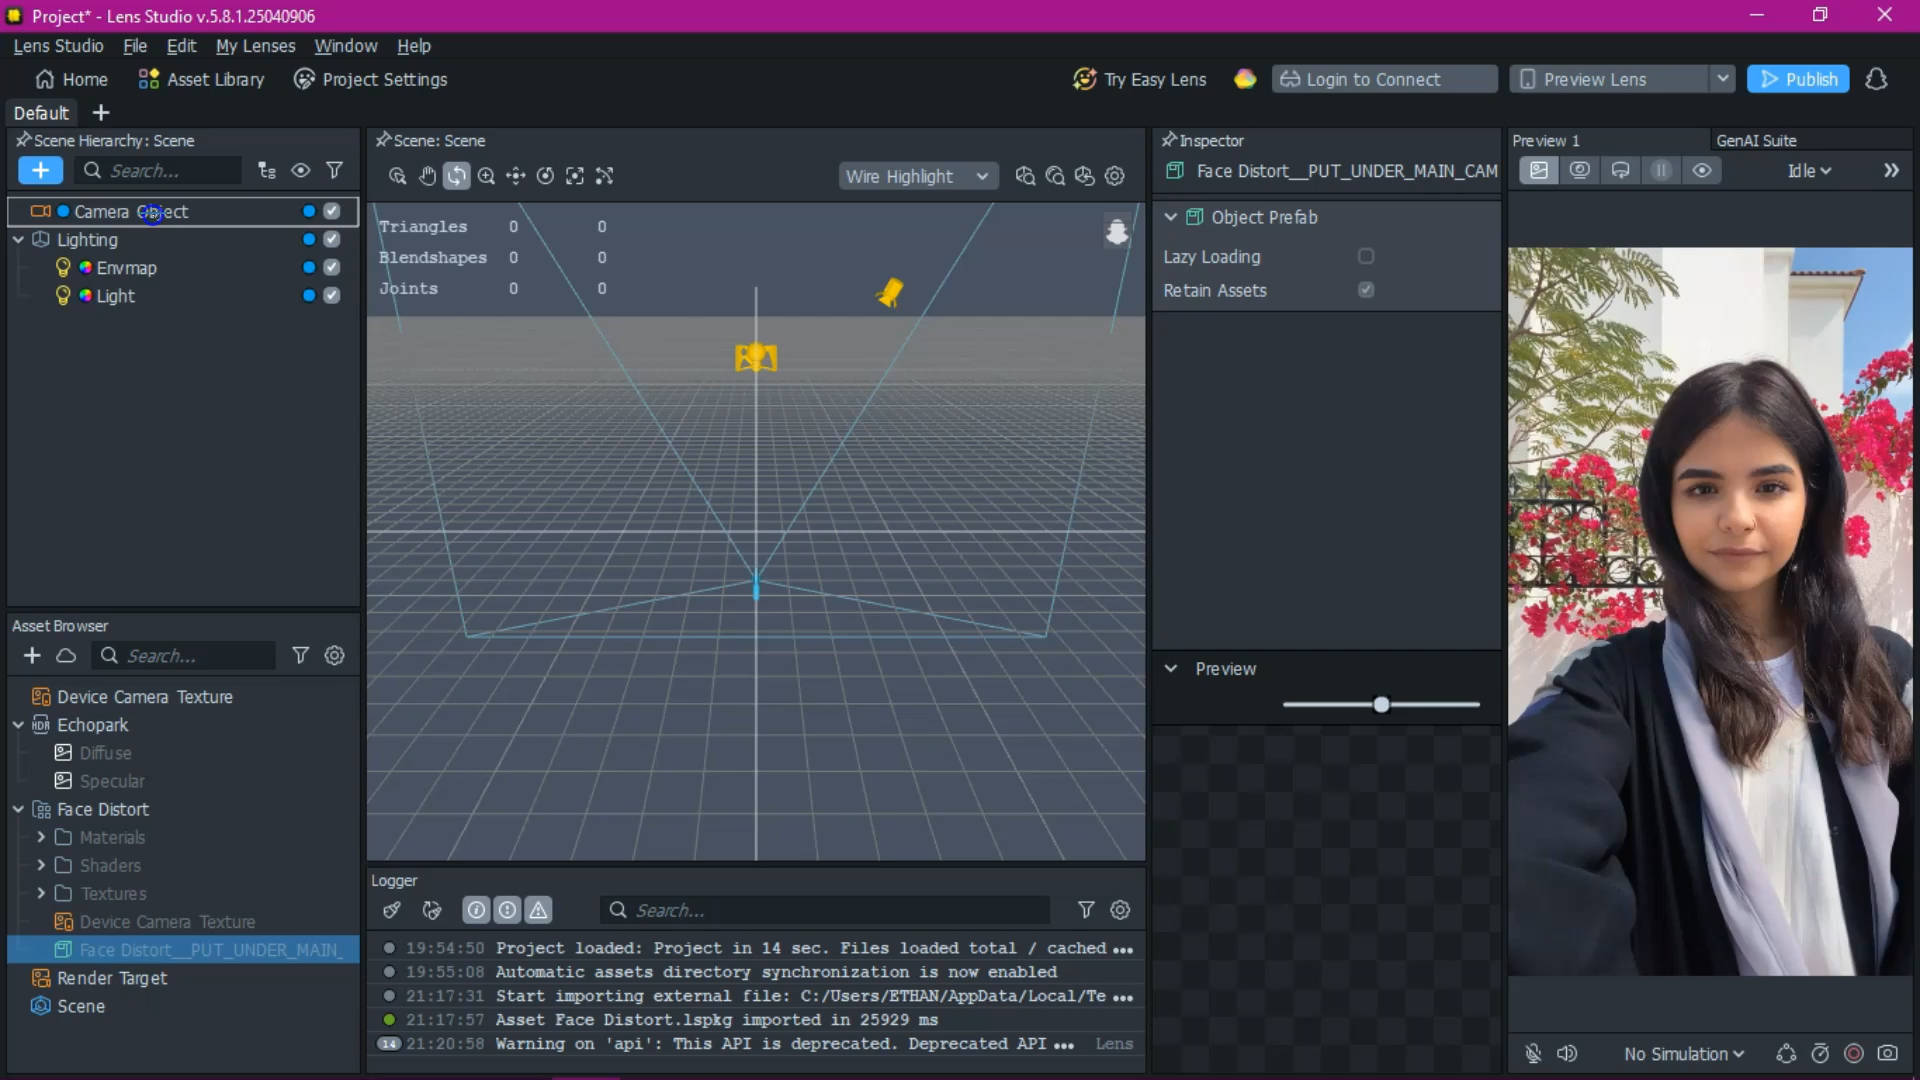 Project* - Lens Studio v.5.8.1.25040906
Lens Studio File Edit My Lenses Window Help
Home Asset Library Project Settings Try Easy Lens Login to Connect Preview Lens Publish
Default
Scene Hierarchy: Scene
Search...
Camera Object
Lighting
Envmap
Light
Asset Browser
Search...
Device Camera Texture
Echopark
Diffuse
Specular
Face Distort
Materials
Shaders
Textures
Device Camera Texture
Face Distort__PUT_UNDER_MAIN_
Render Target
Scene
Scene: Scene
Wire Highlight
Triangles 0 0
Blendshapes 0 0
Joints 0 0
Logger
Search...
19:54:50 Project loaded: Project in 14 sec. Files loaded total / cached •••
19:55:08 Automatic assets directory synchronization is now enabled
21:17:31 Start importing external file: C:/Users/ETHAN/AppData/Local/Te •••
21:17:57 Asset Face Distort.lspkg imported in 25929 ms
14 21:20:58 Warning on 'api': This API is deprecated. Deprecated API ••• Lens
Inspector
Face Distort__PUT_UNDER_MAIN_CAM
Object Prefab
Lazy Loading
Retain Assets
Preview
Preview 1 GenAI Suite
Idle
No Simulation